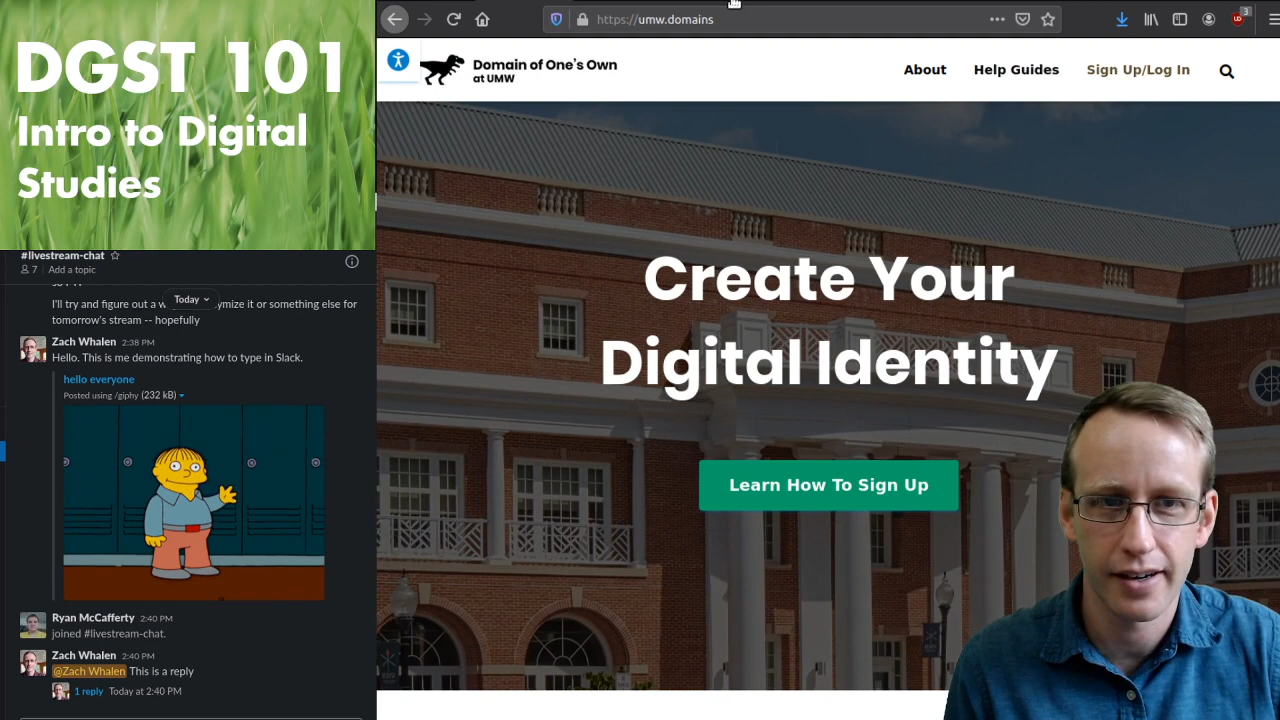 DGST 101
Intro to Digital
Studies
#livestream-chat
7 Add a topic
Today
I'll try and figure out a w ymize it or something else for
tomorrow's stream -- hopefully
Zach Whalen 2:38 PM
Hello. This is me demonstrating how to type in Slack.
hello everyone
Posted using /giphy (232 kB)
Ryan McCafferty 2:40 PM
joined #livestream-chat.
Zach Whalen 2:40 PM
@Zach Whalen This is a reply
1 reply Today at 2:40 PM
https://umw.domains
3
Domain of One's Own
at UMW
About Help Guides Sign Up/Log In
Create Your
Digital Identity
Learn How To Sign Up